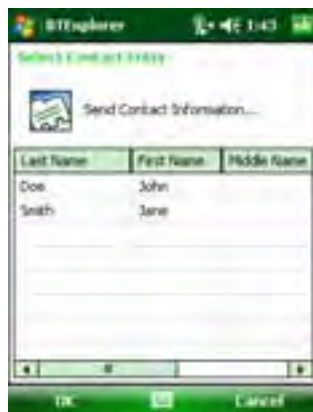 BTExplorer 1:43 ok
Select Contact Entry
Send Contact Information...
Last Name First Name Middle Name
Doe John
Smith Jane
OK Cancel